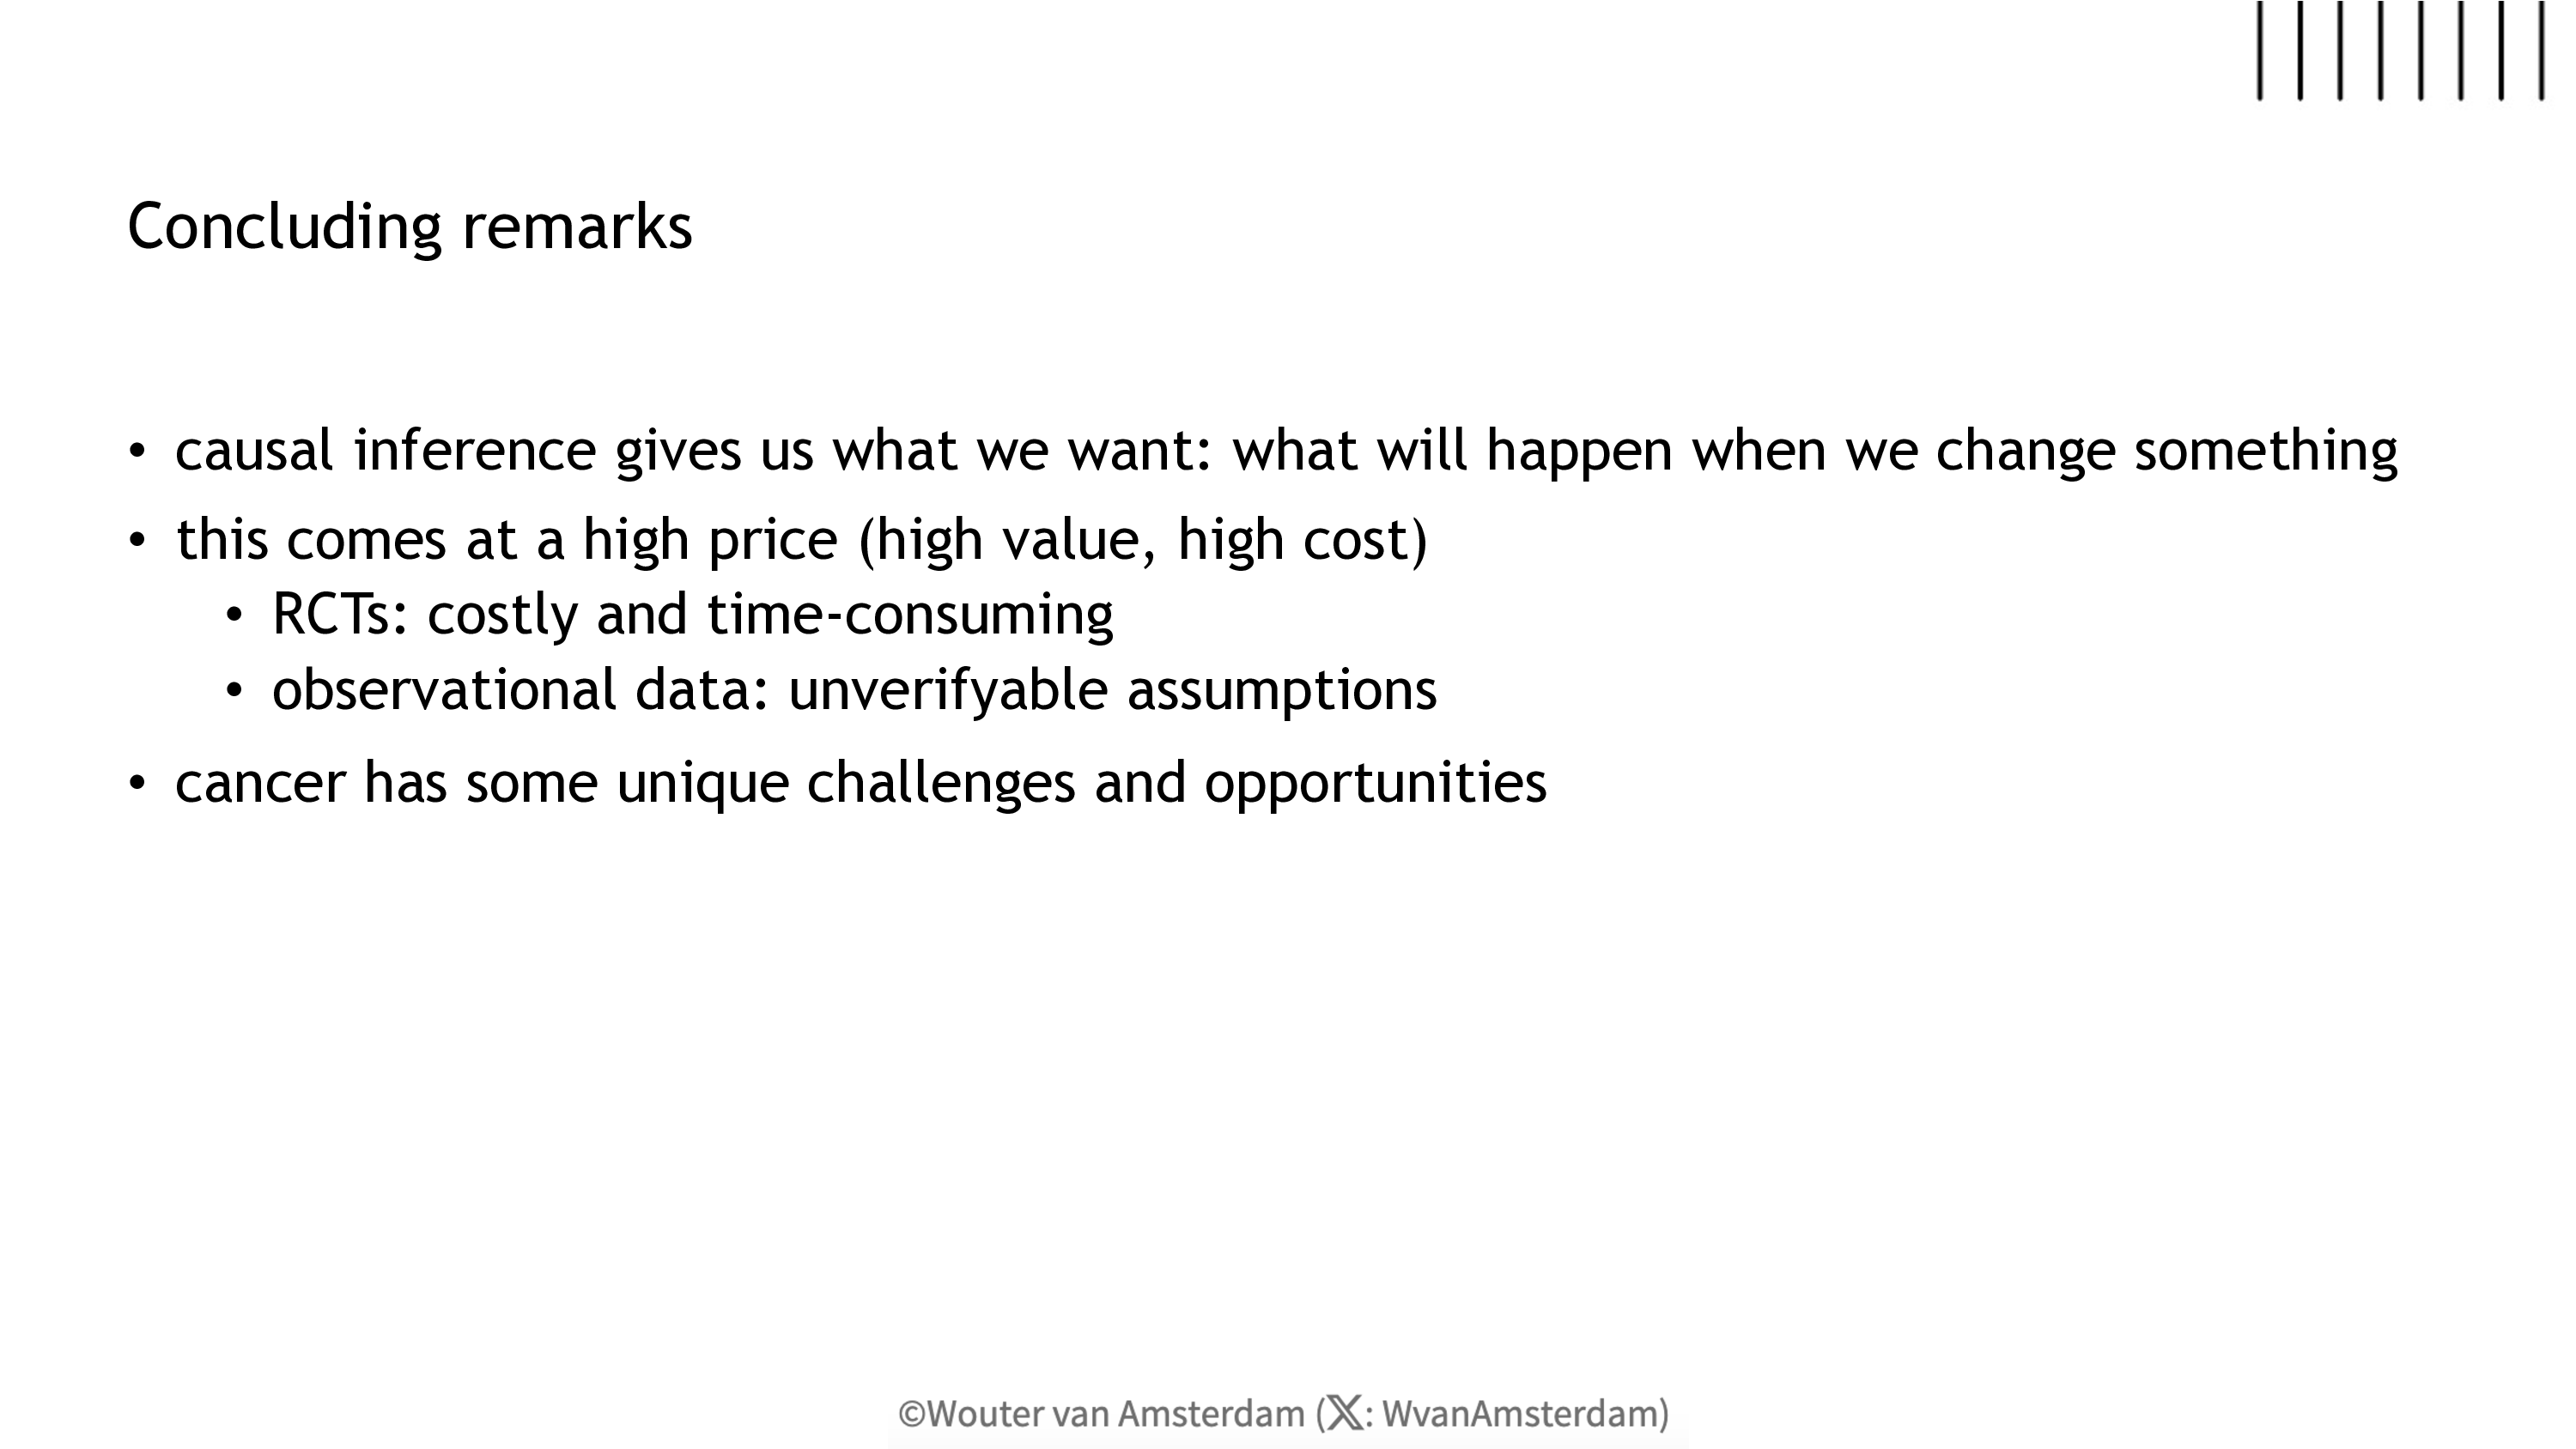 Concluding remarks
• causal inference gives us what we want: what will happen when we change something
• this comes at a high price (high value, high cost)
• RCTs: costly and time-consuming
• observational data: unverifyable assumptions
• cancer has some unique challenges and opportunities
©Wouter van Amsterdam (𝕏: WvanAmsterdam)